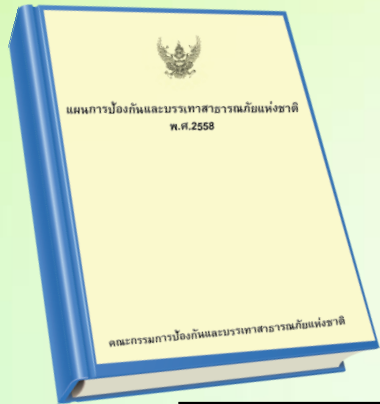 แผนการป้องกันและบรรเทาสาธารณภัยแห่งชาติ
พ.ศ.2558
คณะกรรมการป้องกันและบรรเทาสาธารณภัยแห่งชาติ